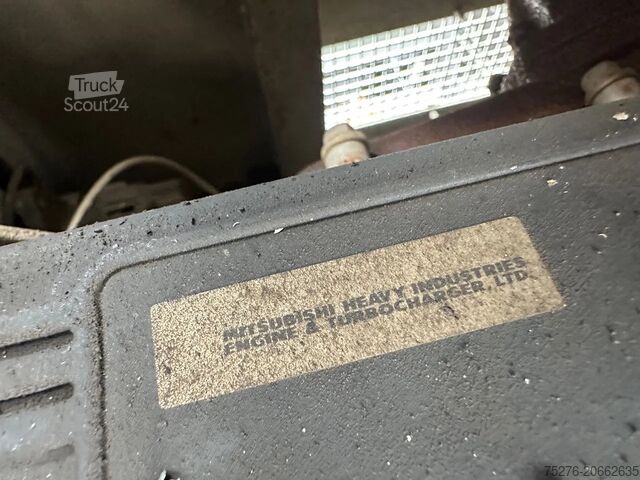 Truck
Scout24
MITSUBISHI HEAVY INDUSTRIES
ENGINE & TURBOCHARGER, LTD.
75276-20662635